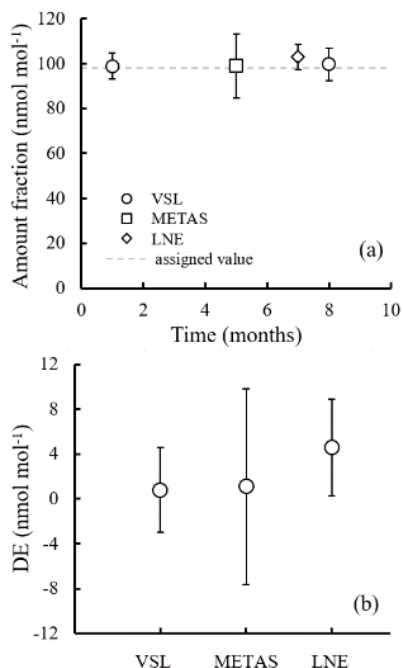 120
100
80
60
40
20
0
Amount fraction (nmol mol⁻¹)
VSL
METAS
LNE
assigned value
(a)
0 2 4 6 8 10
Time (months)
12
8
4
0
-4
-8
-12
DE (nmol mol⁻¹)
(b)
VSL METAS LNE